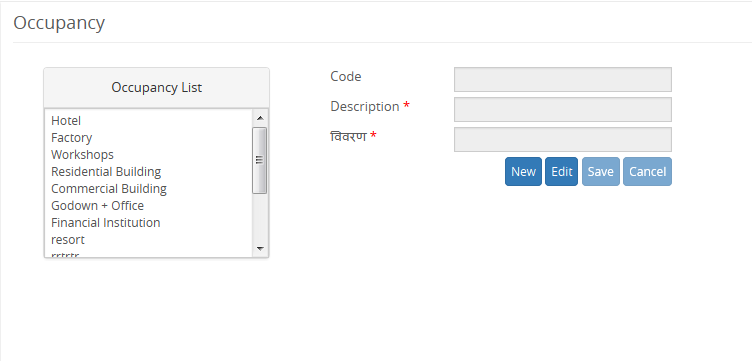 Occupancy
Occupancy List
Hotel
Factory
Workshops
Residential Building
Commercial Building
Godown + Office
Financial Institution
resort
rrtrtr
Code
Description *
विवरण *
New Edit Save Cancel